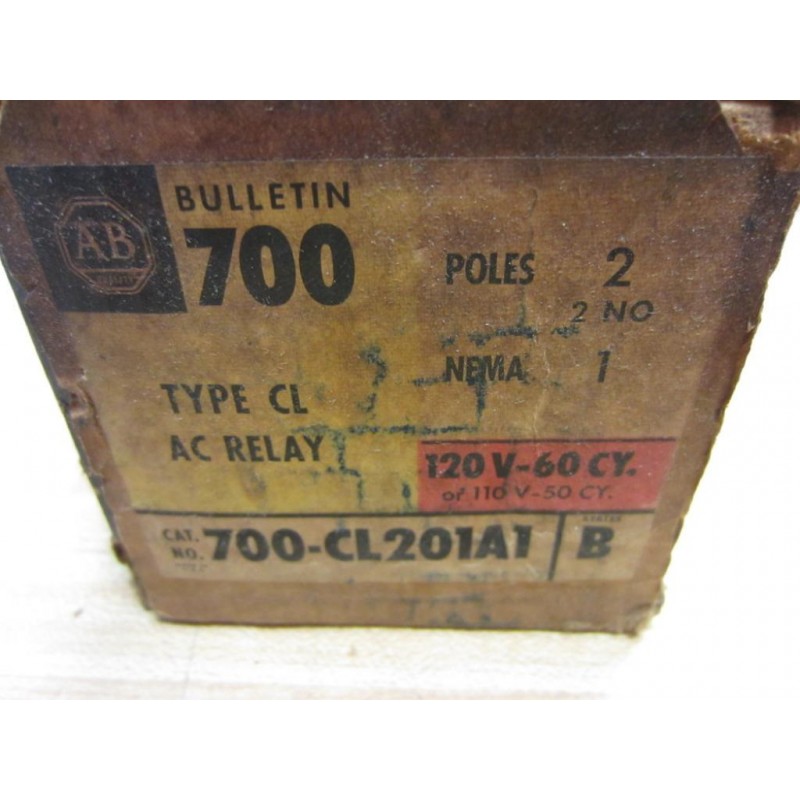 A-B
BULLETIN
700
POLES 2
2 NO
NEMA 1
TYPE CL
AC RELAY
120 V-60 CY.
or 110 V-50 CY.
CAT. NO. 700-CL201A1
SERIES
B